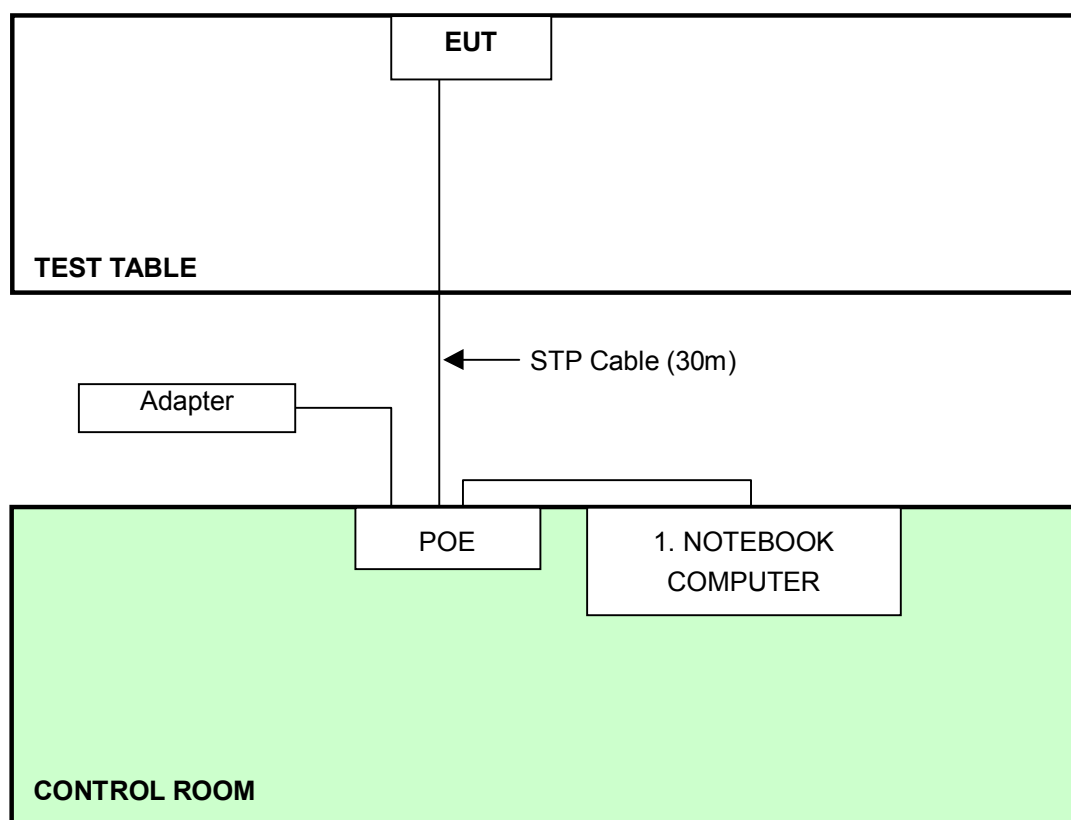 EUT
TEST TABLE
STP Cable (30m)
Adapter
POE
1. NOTEBOOK
COMPUTER
CONTROL ROOM